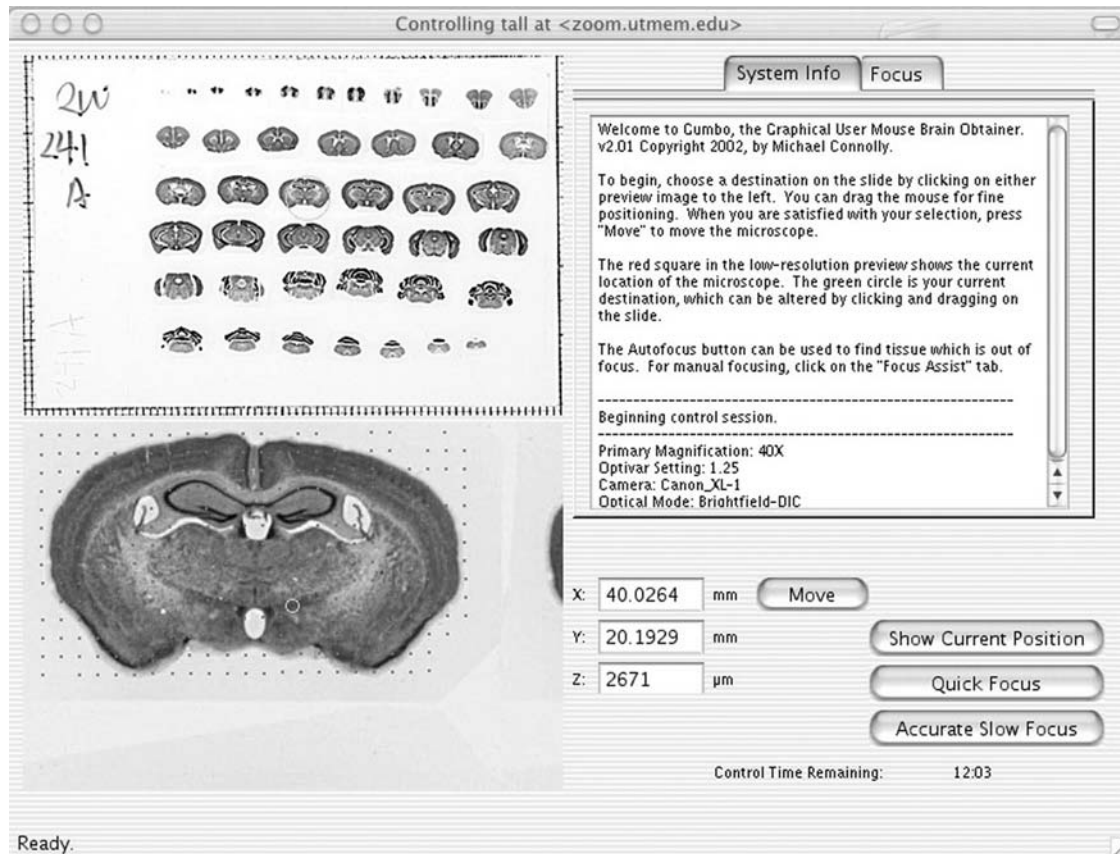 Controlling tall at <zoom.utmem.edu>
241
A
System Info
Focus
Welcome to Gumbo, the Graphical User Mouse Brain Obtainer.
v2.01 Copyright 2002, by Michael Connolly.
To begin, choose a destination on the slide by clicking on either
preview image to the left. You can drag the mouse for fine
positioning. When you are satisfied with your selection, press
"Move" to move the microscope.
The red square in the low-resolution preview shows the current
location of the microscope. The green circle is your current
destination, which can be altered by clicking and dragging on
the slide.
The Autofocus button can be used to find tissue which is out of
focus. For manual focusing, click on the "Focus Assist" tab.
Beginning control session.
Primary Magnification: 40X
Optivar Setting: 1.25
Camera: Canon_XL-1
Optical Mode: Brightfield-DIC
X: 40.0264 mm Move
Y: 20.1929 mm
Show Current Position
Z: 2671 µm
Quick Focus
Accurate Slow Focus
Control Time Remaining: 12:03
Ready.